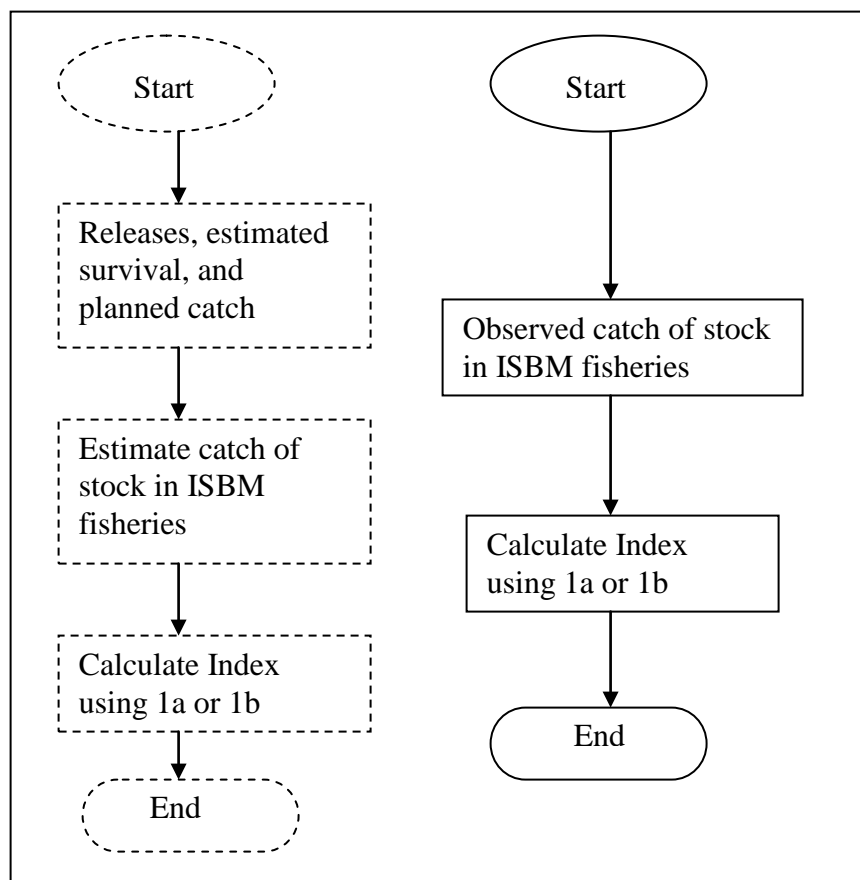 Start
Releases, estimated
survival, and
planned catch
Estimate catch of
stock in ISBM
fisheries
Calculate Index
using 1a or 1b
End
Start
Observed catch of stock
in ISBM fisheries
Calculate Index
using 1a or 1b
End